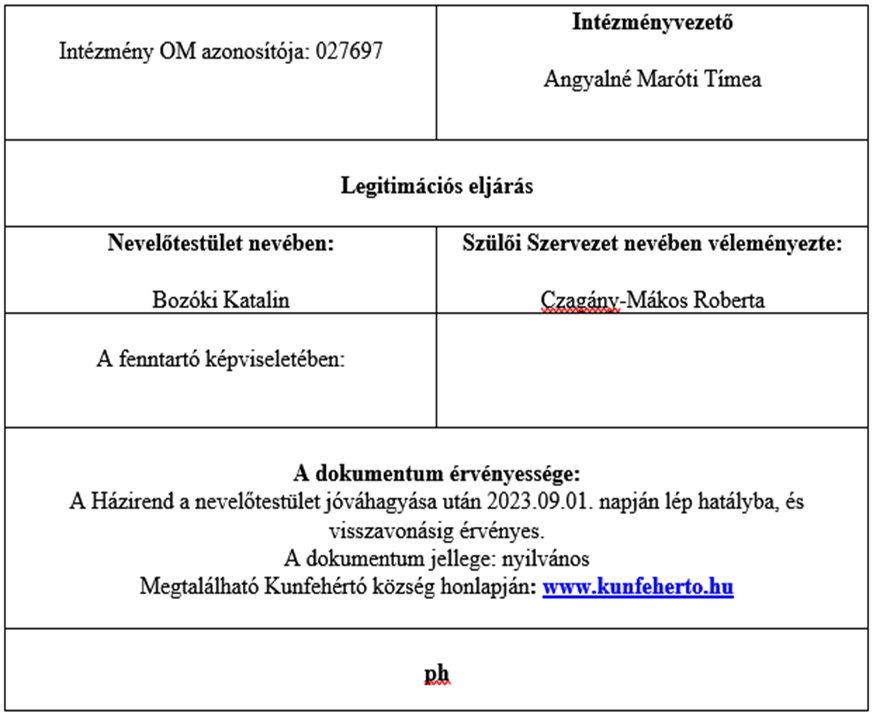 Intézmény OM azonosítója: 027697
Intézményvezető
Angyalné Maróti Tímea
Legitimációs eljárás
Nevelőtestület nevében:
Bozóki Katalin
Szülői Szervezet nevében véleményezte:
Czagány-Mákos Roberta
A fenntartó képviseletében:
A dokumentum érvényessége:
A Házirend a nevelőtestület jóváhagyása után 2023.09.01. napján lép hatályba, és
visszavonásig érvényes.
A dokumentum jellege: nyilvános
Megtalálható Kunfehértó község honlapján: www.kunfeherto.hu
ph